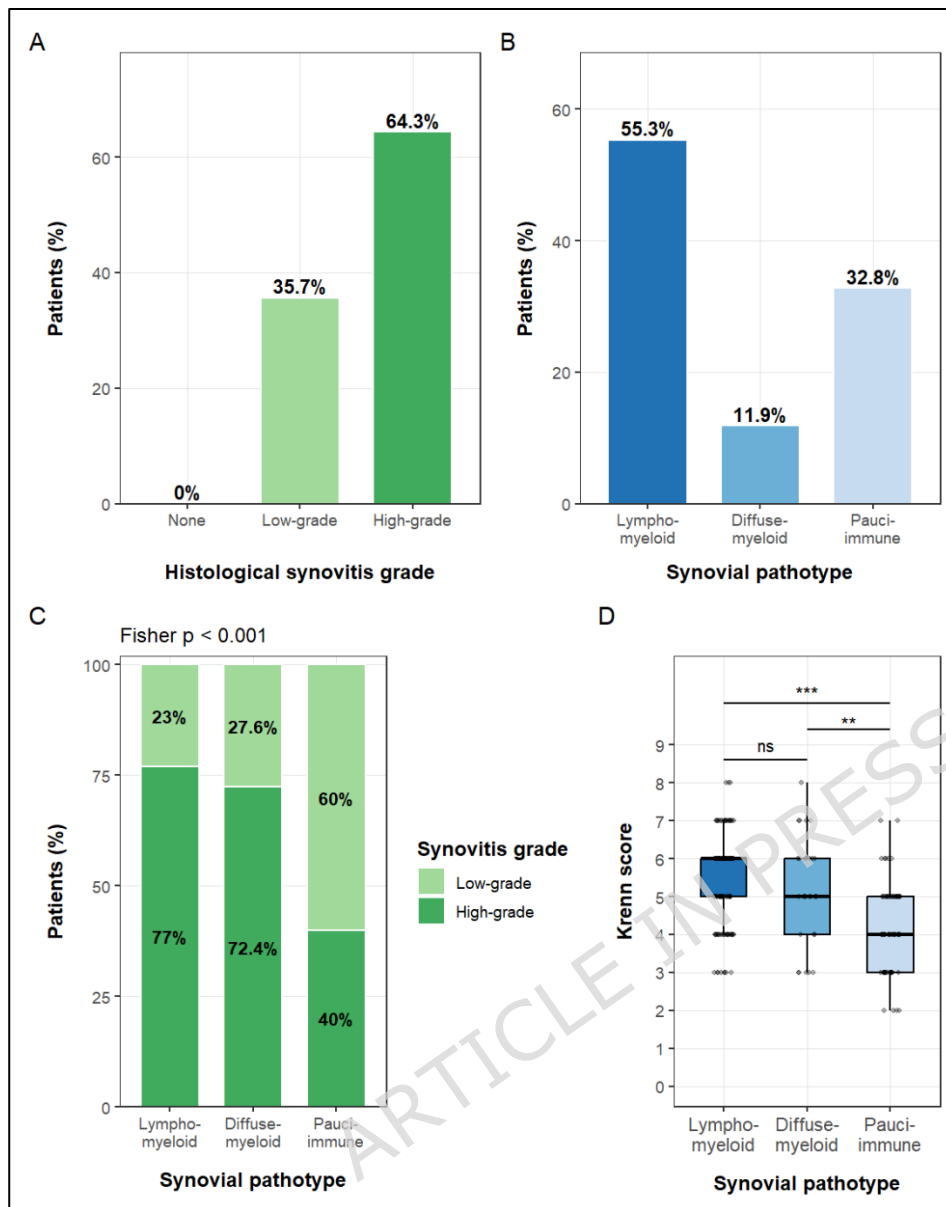 A
64.3%
35.7%
0%
60
40
20
0
Patients (%)
None
Low-grade
High-grade
Histological synovitis grade
B
55.3%
11.9%
32.8%
60
40
20
0
Patients (%)
Lympho-
myeloid
Diffuse-
myeloid
Pauci-
immune
Synovial pathotype
C
Fisher p < 0.001
100
75
50
25
0
Patients (%)
23%
27.6%
60%
77%
72.4%
40%
Lympho-
myeloid
Diffuse-
myeloid
Pauci-
immune
Synovial pathotype
Synovitis grade
Low-grade
High-grade
D
***
**
ns
9
8
7
6
5
4
3
2
1
0
Krenn score
Lympho-
myeloid
Diffuse-
myeloid
Pauci-
immune
Synovial pathotype
ARTICLE IN PRESS